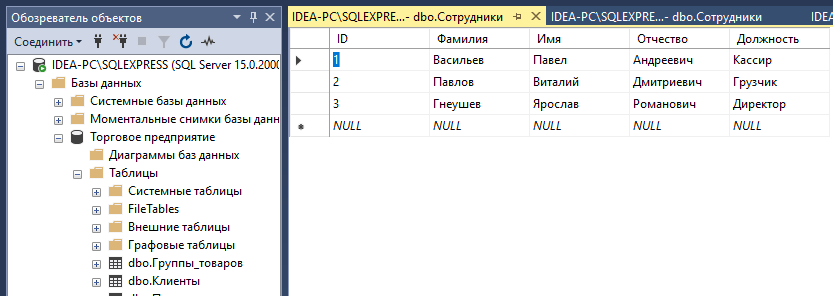 Обозреватель объектов
Соединить
IDEA-PC\SQLEXPRESS (SQL Server 15.0.2000
Базы данных
Системные базы данных
Моментальные снимки базы данн
Торговое предприятие
Диаграммы баз данных
Таблицы
Системные таблицы
FileTables
Внешние таблицы
Графовые таблицы
dbo.Группы_товаров
dbo.Клиенты
IDEA-PC\SQLEXPRE...- dbo.Сотрудники
IDEA-PC\SQLEXPRE...- dbo.Сотрудники
IDEA
ID Фамилия Имя Отчество Должность
1 Васильев Павел Андреевич Кассир
2 Павлов Виталий Дмитриевич Грузчик
3 Гнеушев Ярослав Романович Директор
NULL NULL NULL NULL NULL